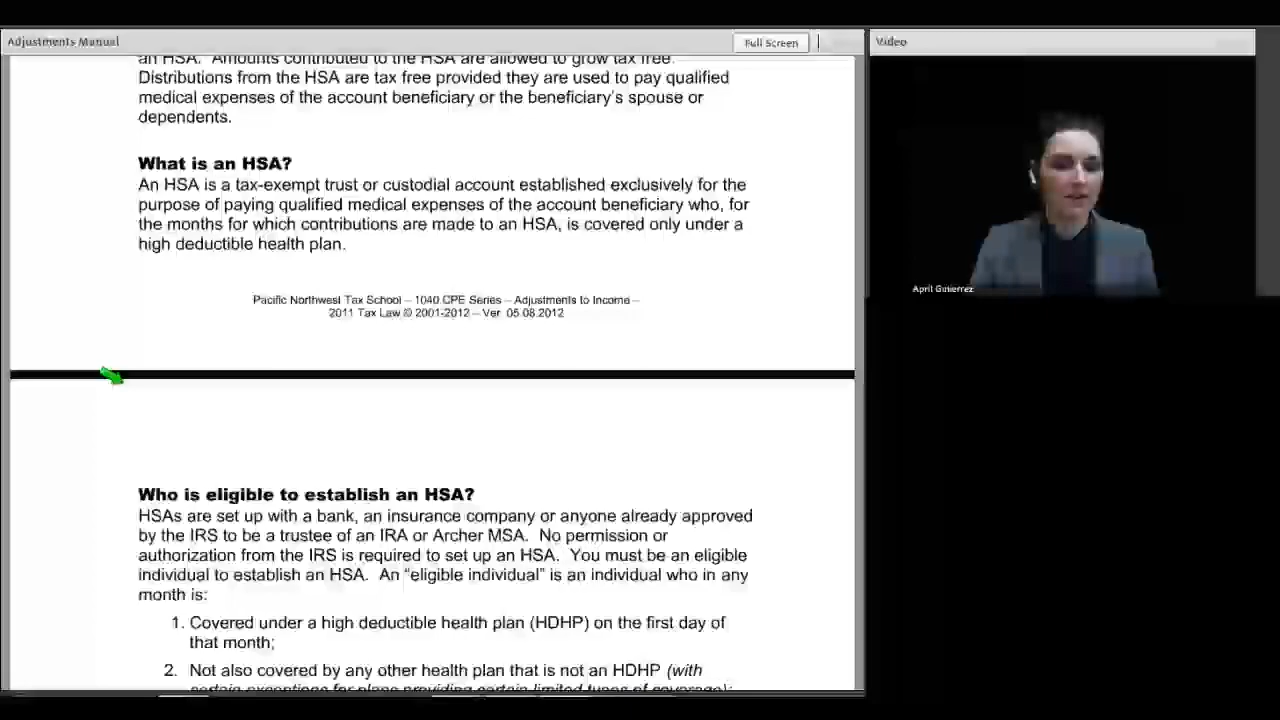 Adjustments Manual
Full Screen
Video
an HSA. Amounts contributed to the HSA are allowed to grow tax free.
Distributions from the HSA are tax free provided they are used to pay qualified
medical expenses of the account beneficiary or the beneficiary's spouse or
dependents.
What is an HSA?
An HSA is a tax-exempt trust or custodial account established exclusively for the
purpose of paying qualified medical expenses of the account beneficiary who, for
the months for which contributions are made to an HSA, is covered only under a
high deductible health plan.
Pacific Northwest Tax School – 1040 CPE Series – Adjustments to Income –
2011 Tax Law © 2001-2012 – Ver 05.08.2012
April Gutierrez
Who is eligible to establish an HSA?
HSAs are set up with a bank, an insurance company or anyone already approved
by the IRS to be a trustee of an IRA or Archer MSA. No permission or
authorization from the IRS is required to set up an HSA. You must be an eligible
individual to establish an HSA. An "eligible individual" is an individual who in any
month is:
1. Covered under a high deductible health plan (HDHP) on the first day of
that month;
2. Not also covered by any other health plan that is not an HDHP (with
certain exceptions for plans providing certain limited types of coverage);